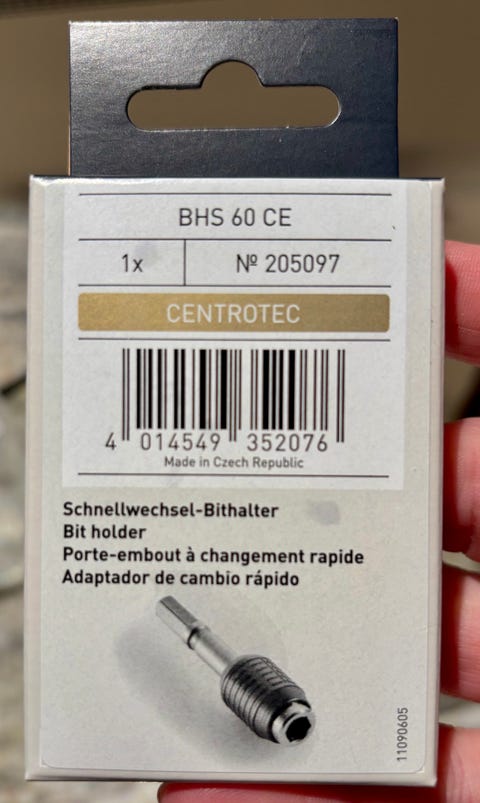 BHS 60 CE
1x № 205097
CENTROTEC
4 014549 352076
Made in Czech Republic
Schnellwechsel-Bithalter
Bit holder
Porte-embout à changement rapide
Adaptador de cambio rápido
11090605